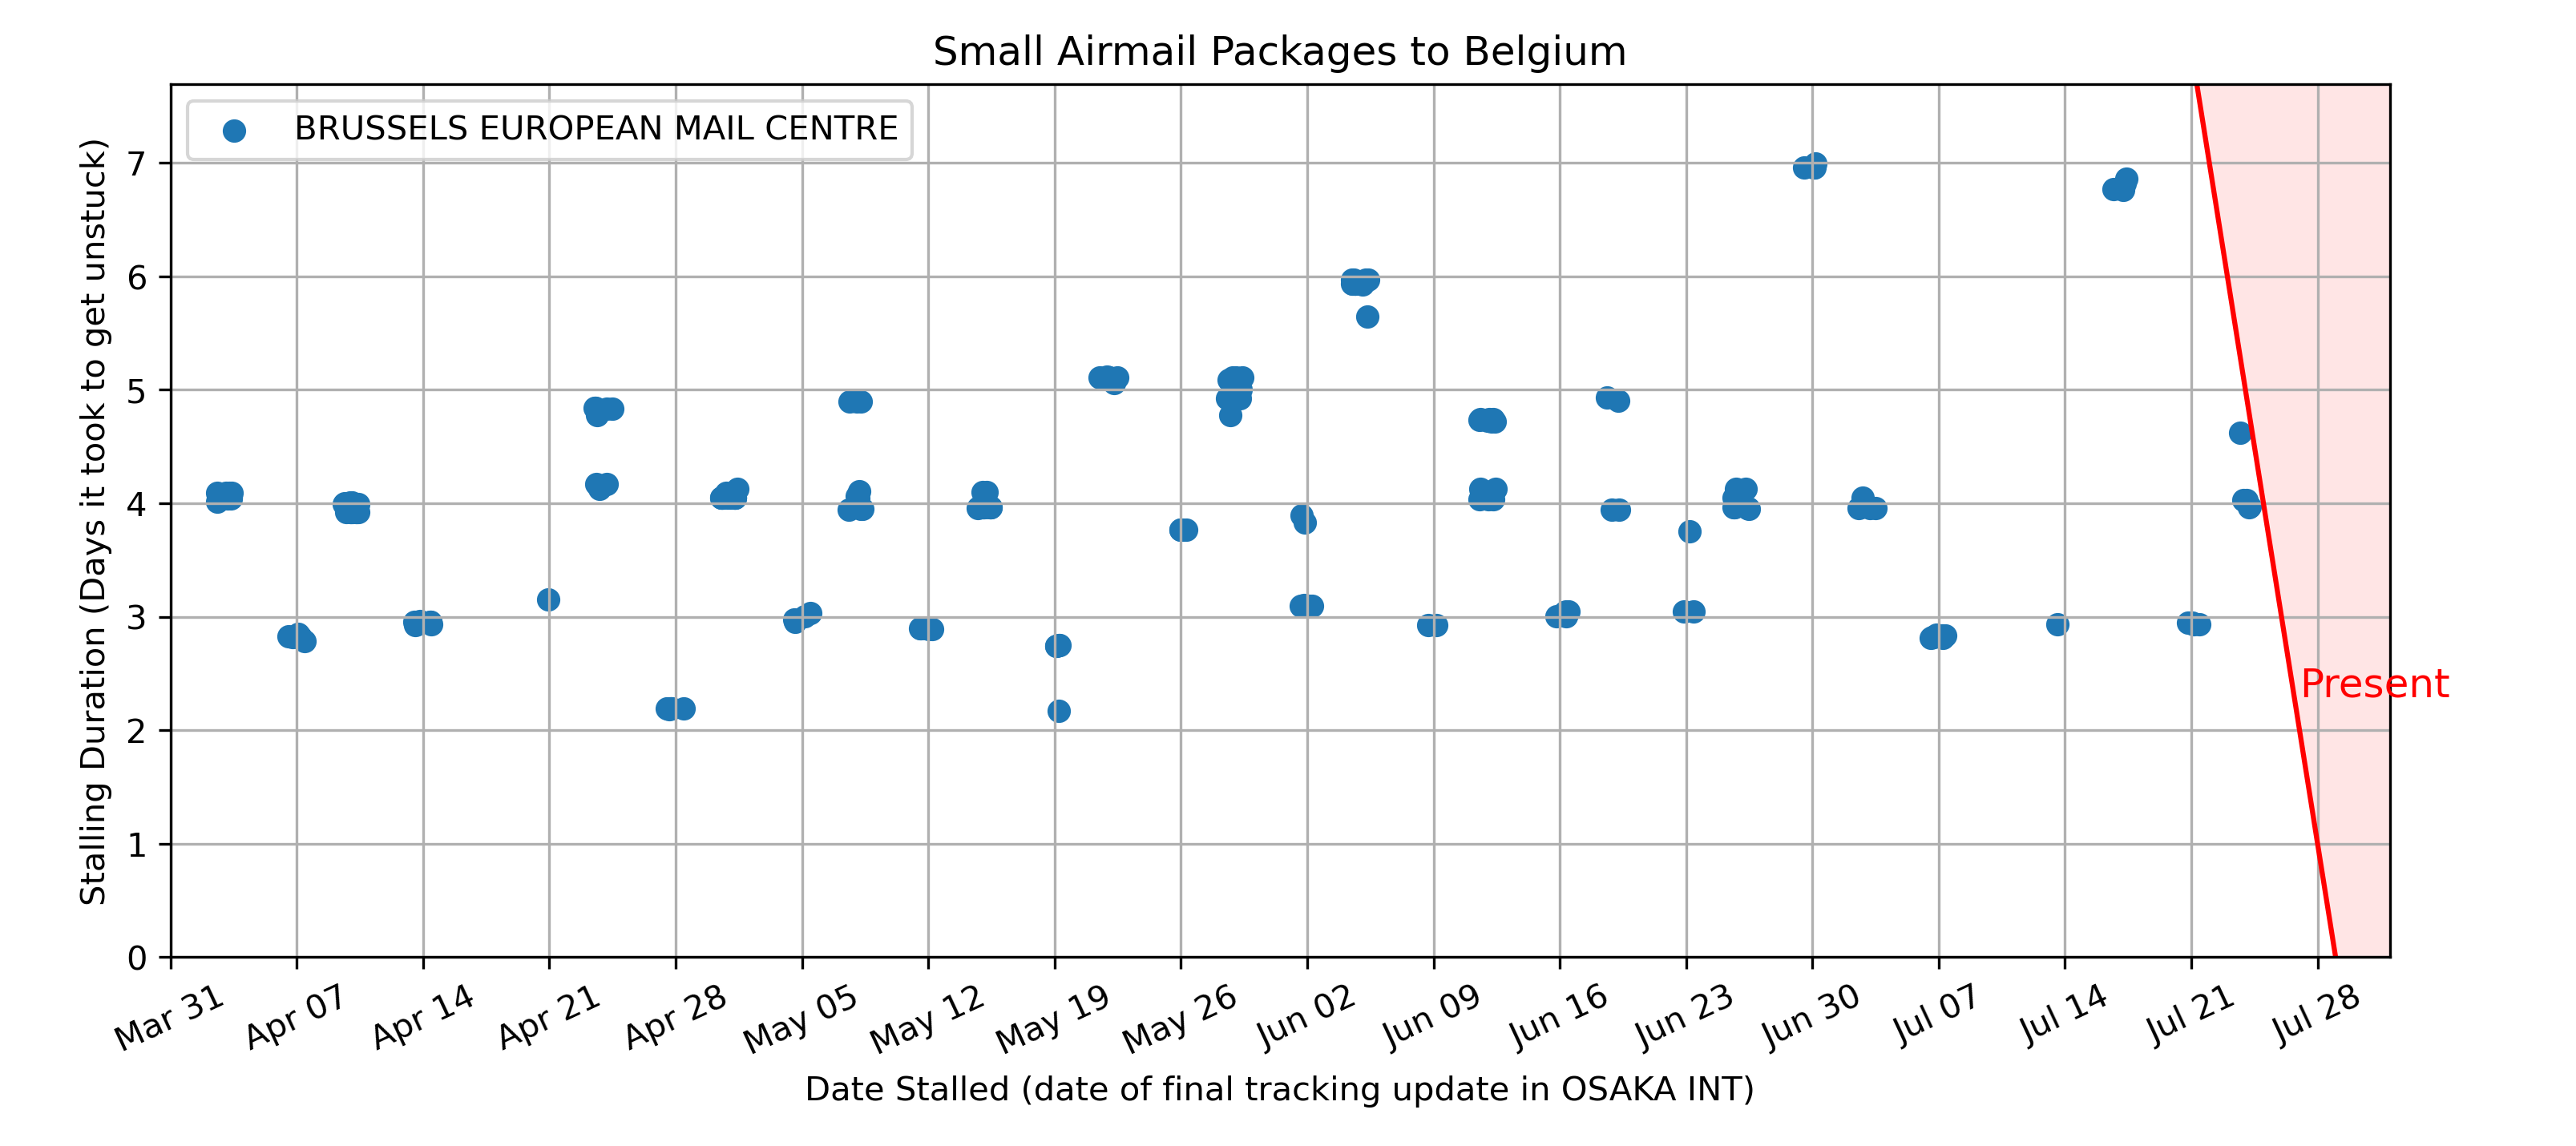 Small Airmail Packages to Belgium
BRUSSELS EUROPEAN MAIL CENTRE
Stalling Duration (Days it took to get unstuck)
7
6
5
4
3
2
1
0
Present
Mar 31
Apr 07
Apr 14
Apr 21
Apr 28
May 05
May 12
May 19
May 26
Jun 02
Jun 09
Jun 16
Jun 23
Jun 30
Jul 07
Jul 14
Jul 21
Jul 28
Date Stalled (date of final tracking update in OSAKA INT)